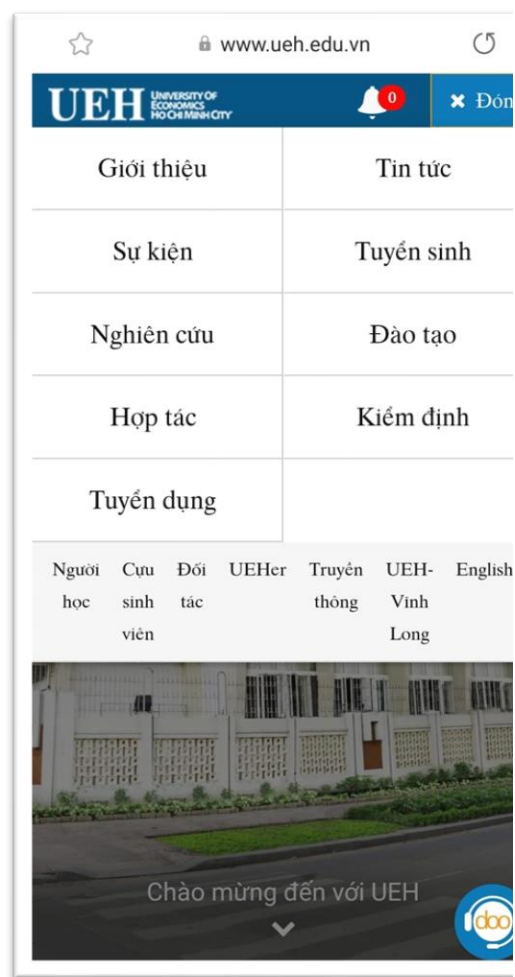 www.ueh.edu.vn
UEH UNIVERSITY OF
ECONOMICS
HO CHI MINH CITY
0
× Đón
Giới thiệu
Tin tức
Sự kiện
Tuyển sinh
Nghiên cứu
Đào tạo
Hợp tác
Kiểm định
Tuyển dụng
Người
học
Cựu
sinh
viên
Đối
tác
UEHer
Truyền
thông
UEH-
Vĩnh
Long
English
Chào mừng đến với UEH
doo